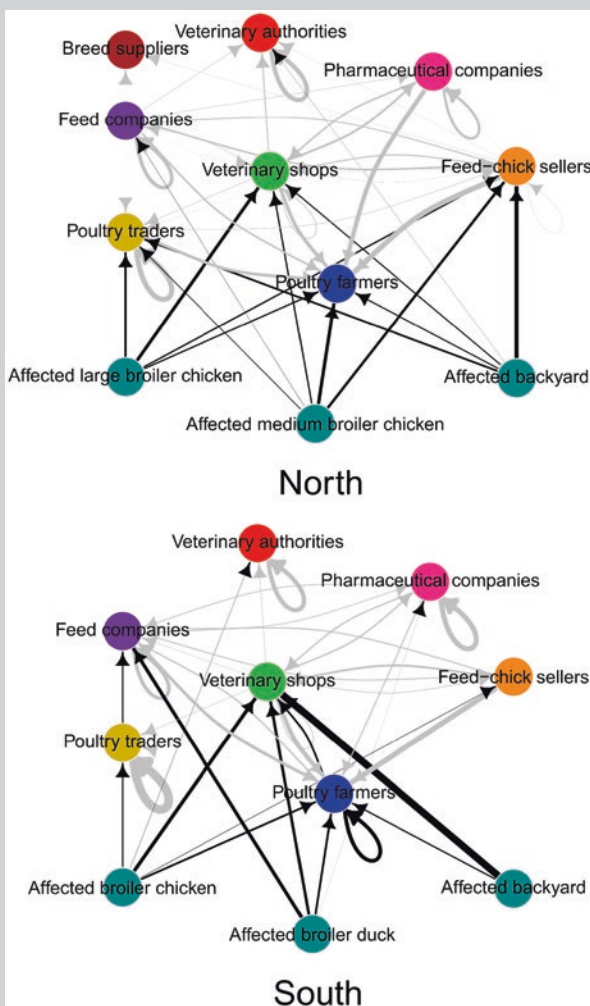 Veterinary authorities
Breed suppliers
Pharmaceutical companies
Feed companies
Veterinary shops
Feed-chick sellers
Poultry traders
Poultry farmers
Affected large broiler chicken
Affected backyard
Affected medium broiler chicken
North
Veterinary authorities
Pharmaceutical companies
Feed companies
Veterinary shops
Feed-chick sellers
Poultry traders
Poultry farmers
Affected broiler chicken
Affected backyard
Affected broiler duck
South